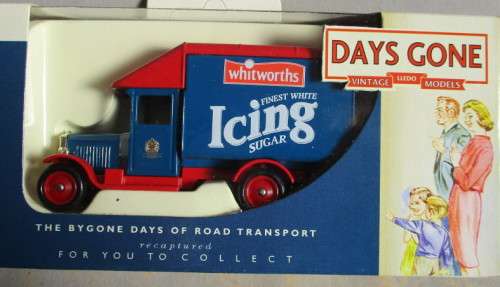 whitworths
FINEST WHITE
Icing
SUGAR
DAYS GONE
VINTAGE LLEDO MODELS
THE BYGONE DAYS OF ROAD TRANSPORT
recaptured
FOR YOU TO COLLECT